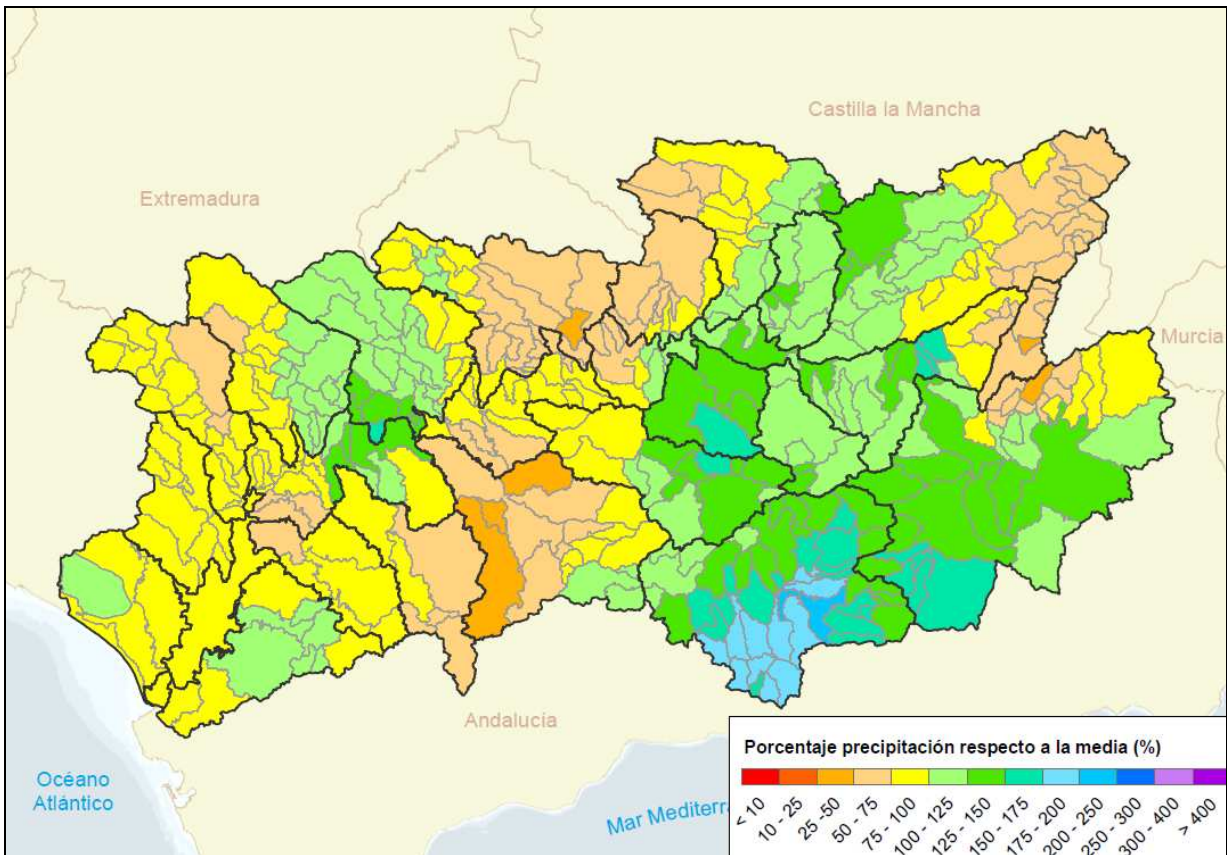 Castilla la Mancha
Extremadura
Murcia
Andalucía
Océano
Atlántico
Mar Mediterr
Porcentaje precipitación respecto a la media (%)
< 10
10 - 25
25 -50
50 - 75
75 - 100
100 - 125
125 - 150
150 - 175
175 - 200
200 - 250
250 - 300
300 - 400
> 400